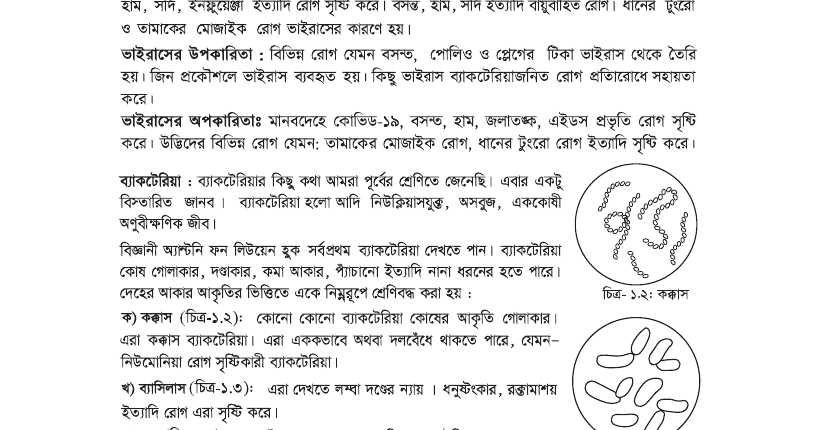 হাম, সর্দি, ইনফ্লুয়েঞ্জা ইত্যাদি রোগ সৃষ্টি করে। বসন্ত, হাম, সর্দি ইত্যাদি বায়ুবাহিত রোগ। ধানের টুংরো
ও তামাকের মোজাইক রোগ ভাইরাসের কারণে হয়।
ভাইরাসের উপকারিতা : বিভিন্ন রোগ যেমন বসন্ত, পোলিও ও প্লেগের টিকা ভাইরাস থেকে তৈরি
হয়। জিন প্রকৌশলে ভাইরাস ব্যবহৃত হয়। কিছু ভাইরাস ব্যাকটেরিয়াজনিত রোগ প্রতিরোধে সহায়তা
করে।
ভাইরাসের অপকারিতাঃ মানবদেহে কোভিড-১৯, বসন্ত, হাম, জলাতঙ্ক, এইডস প্রভৃতি রোগ সৃষ্টি
করে। উদ্ভিদের বিভিন্ন রোগ যেমন: তামাকের মোজাইক রোগ, ধানের টুংরো রোগ ইত্যাদি সৃষ্টি করে।
ব্যাকটেরিয়া : ব্যাকটেরিয়ার কিছু কথা আমরা পূর্বের শ্রেণিতে জেনেছি। এবার একটু
বিস্তারিত জানব । ব্যাকটেরিয়া হলো আদি নিউক্লিয়াসযুক্ত, অসবুজ, এককোষী
অণুবীক্ষণিক জীব।
বিজ্ঞানী অ্যান্টনি ফন লিউয়েন হুক সর্বপ্রথম ব্যাকটেরিয়া দেখতে পান। ব্যাকটেরিয়া
কোষ গোলাকার, দণ্ডাকার, কমা আকার, প্যাঁচানো ইত্যাদি নানা ধরনের হতে পারে।
দেহের আকার আকৃতির ভিত্তিতে একে নিম্নরূপে শ্রেণিবদ্ধ করা হয় :
চিত্র- ১.২: কক্কাস
ক) কক্কাস (চিত্র-১.২): কোনো কোনো ব্যাকটেরিয়া কোষের আকৃতি গোলাকার।
এরা কক্কাস ব্যাকটেরিয়া। এরা এককভাবে অথবা দলবেঁধে থাকতে পারে, যেমন–
নিউমোনিয়া রোগ সৃষ্টিকারী ব্যাকটেরিয়া।
খ) ব্যাসিলাস (চিত্র-১.৩): এরা দেখতে লম্বা দণ্ডের ন্যায় । ধনুষ্টংকার, রক্তামাশয়
ইত্যাদি রোগ এরা সৃষ্টি করে।